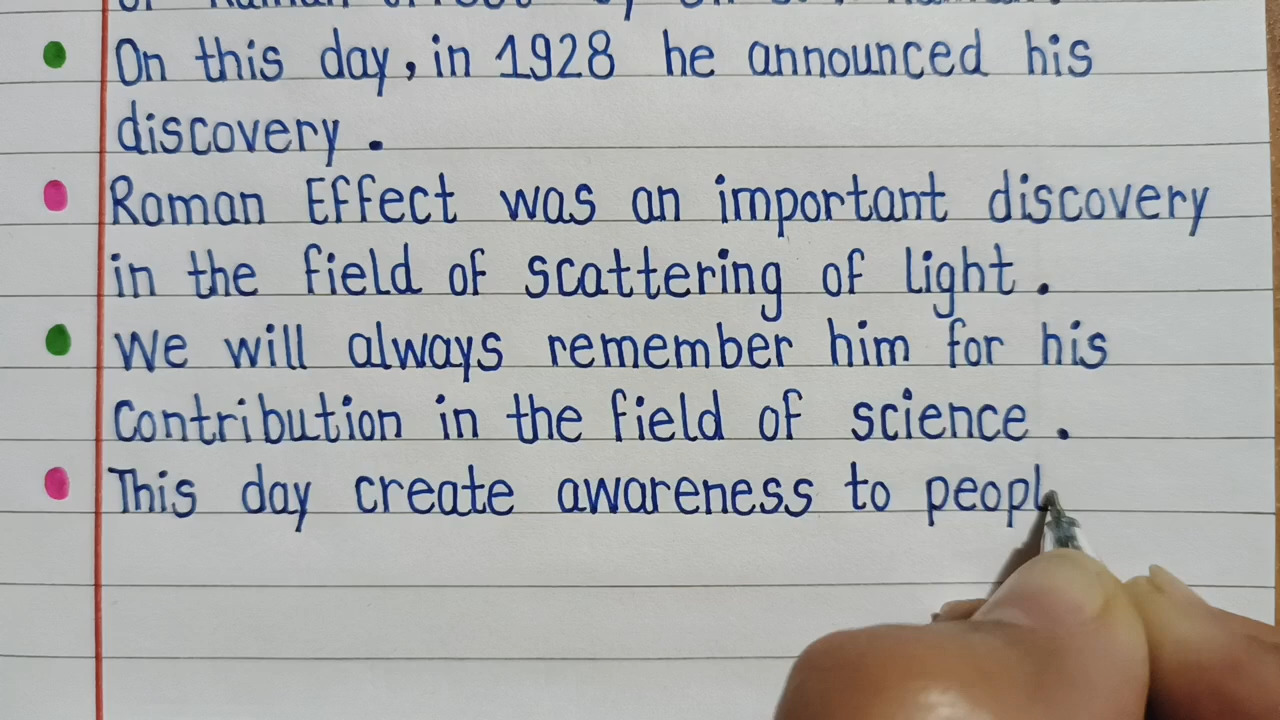 On this day, in 1928 he announced his
discovery.
Roman Effect was an important discovery
in the field of scattering of light.
We will always remember him for his
Contribution in the field of science.
This day create awareness to peopl